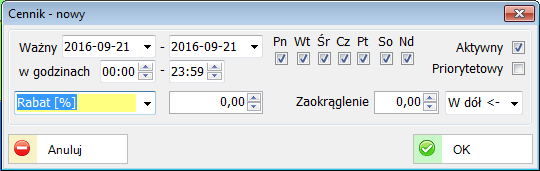 Cennik - nowy
Ważny 2016-09-21 - 2016-09-21 Pn Wt Śr Cz Pt So Nd Aktywny
w godzinach 00:00 - 23:59 Priorytetowy
Rabat [%] 0,00 Zaokrąglenie 0,00 W dół <-
Anuluj OK